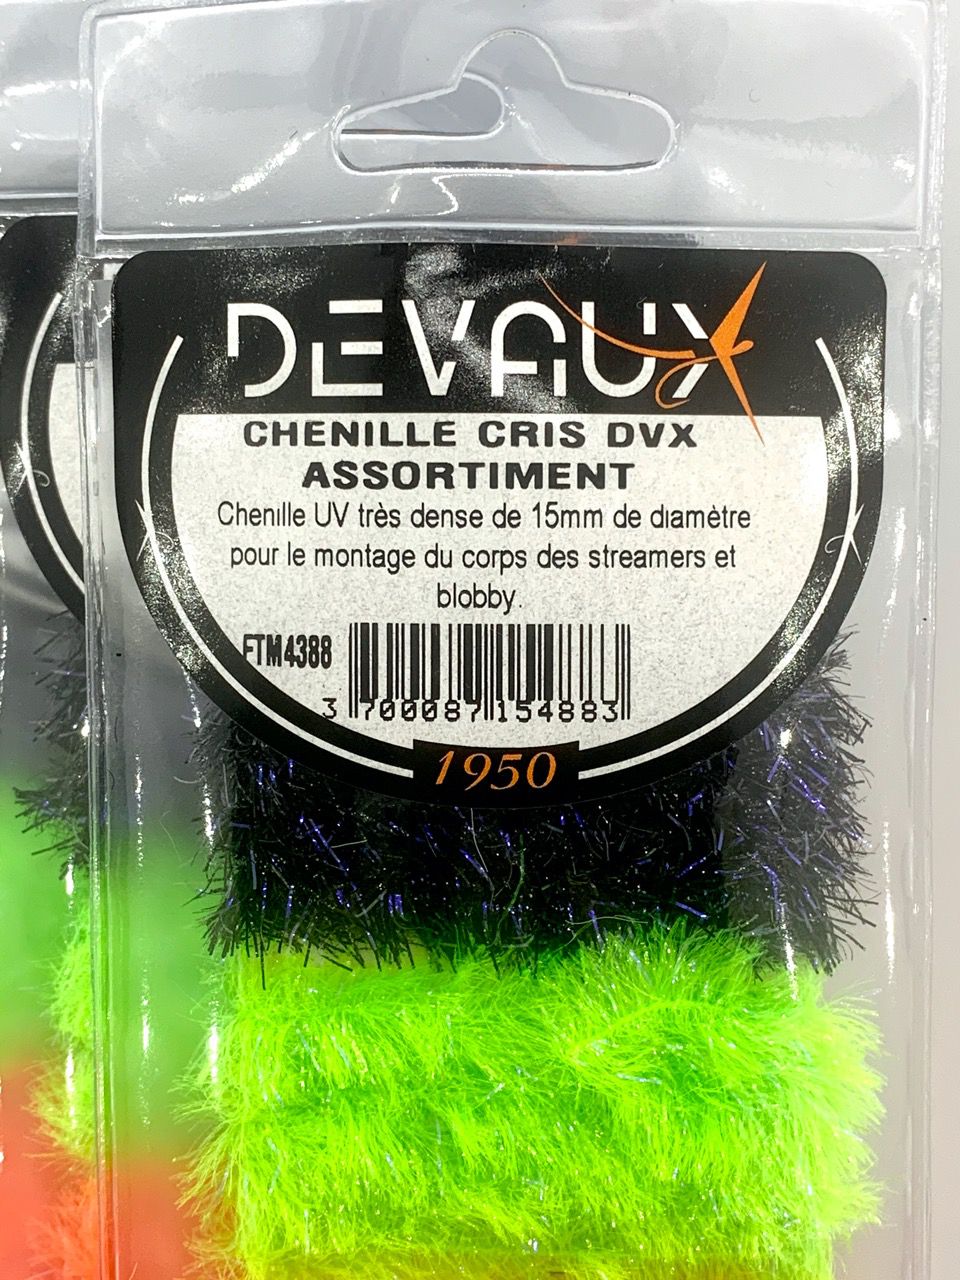 DEVAUX
CHENILLE CRIS DVX
ASSORTIMENT
Chenille UV très dense de 15mm de diamètre
pour le montage du corps des streamers et
blobby.
FTM4388
3 700087 154883
1950